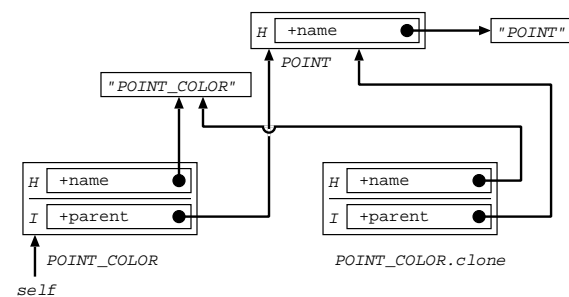 H +name "POINT"
POINT
"POINT_COLOR"
H +name
I +parent
POINT_COLOR
self
H +name
I +parent
POINT_COLOR.clone